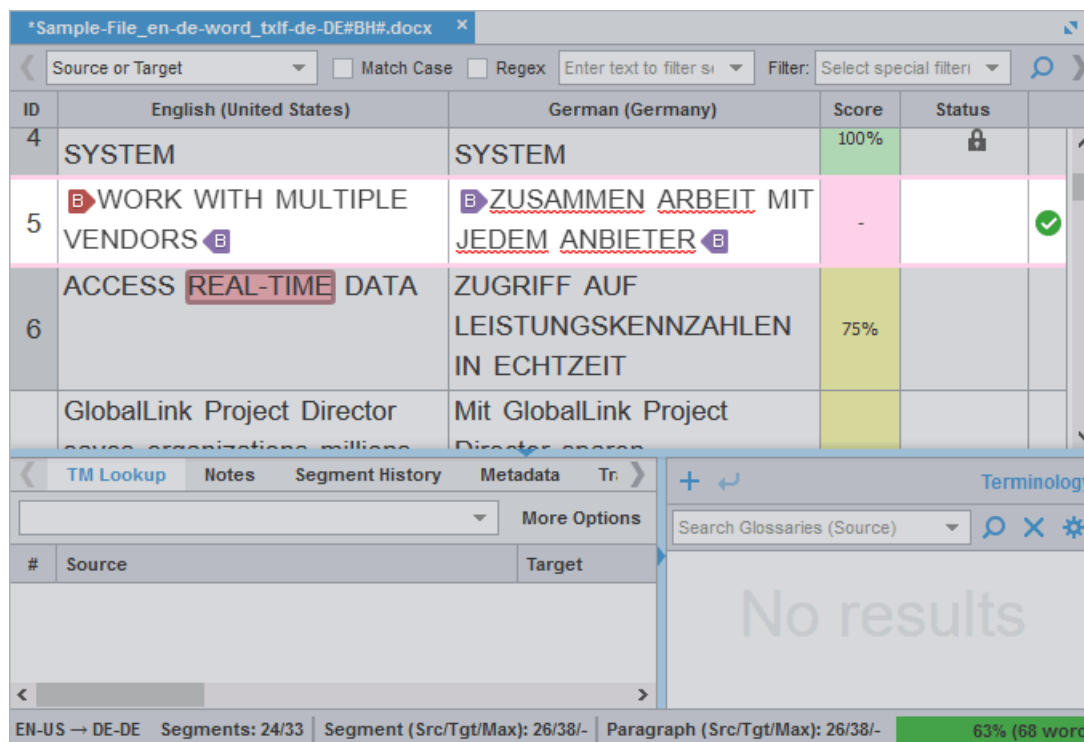 *Sample-File_en-de-word_txlf-de-DE#BH#.docx ×
Source or Target Match Case Regex Enter text to filter Filter: Select special
ID English (United States) German (Germany) Score Status
4 SYSTEM SYSTEM 100%
B WORK WITH MULTIPLE B ZUSAMMEN ARBEIT MIT
5 -
VENDORS B JEDEM ANBIETER B
ACCESS REAL-TIME DATA ZUGRIFF AUF
6 LEISTUNGSKENNZAHLEN 75%
IN ECHTZEIT
GlobalLink Project Director Mit GlobalLink Project
saves organizations millions Director sparen
TM Lookup Notes Segment History Metadata
More Options
# Source Target
Terminology
Search Glossaries (Source)
No results
EN-US → DE-DE Segments: 24/33 Segment (Src/Tgt/Max): 26/38/- Paragraph (Src/Tgt/Max): 26/38/- 63% (68 word